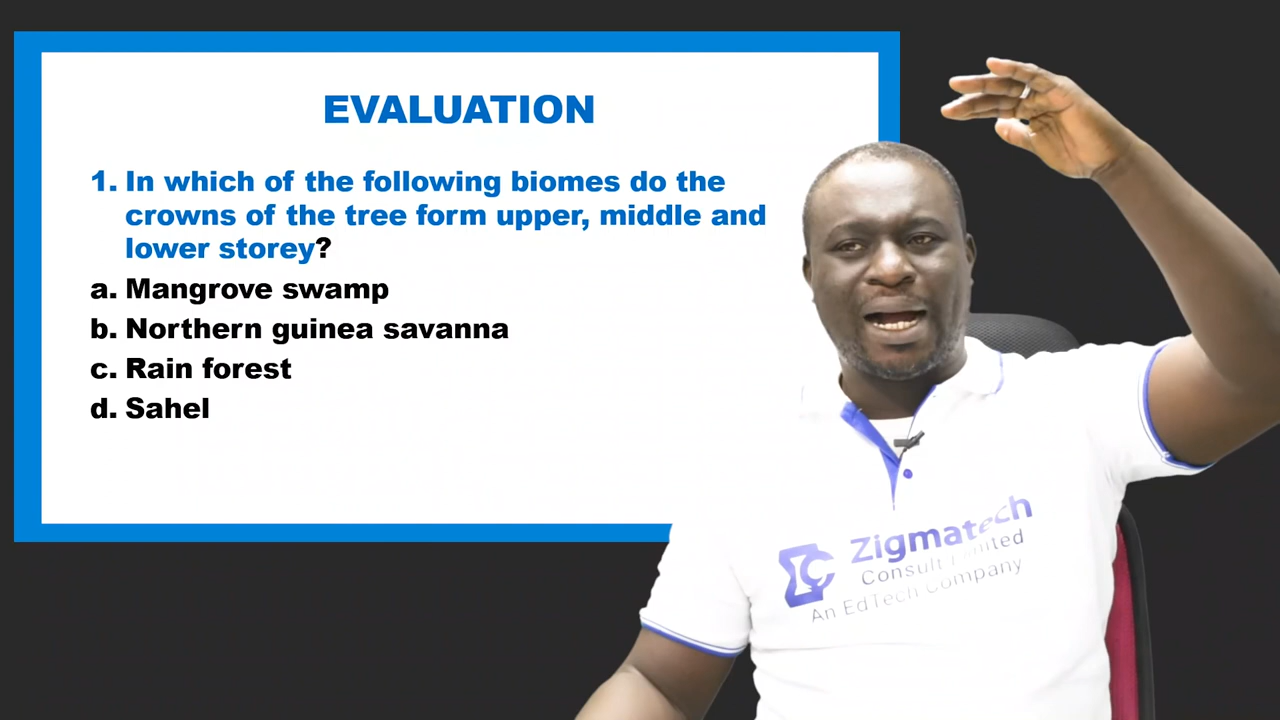 EVALUATION
1. In which of the following biomes do the
crowns of the tree form upper, middle and
lower storey?
a. Mangrove swamp
b. Northern guinea savanna
c. Rain forest
d. Sahel
Zigmatech
Consult Limited
An EdTech Company